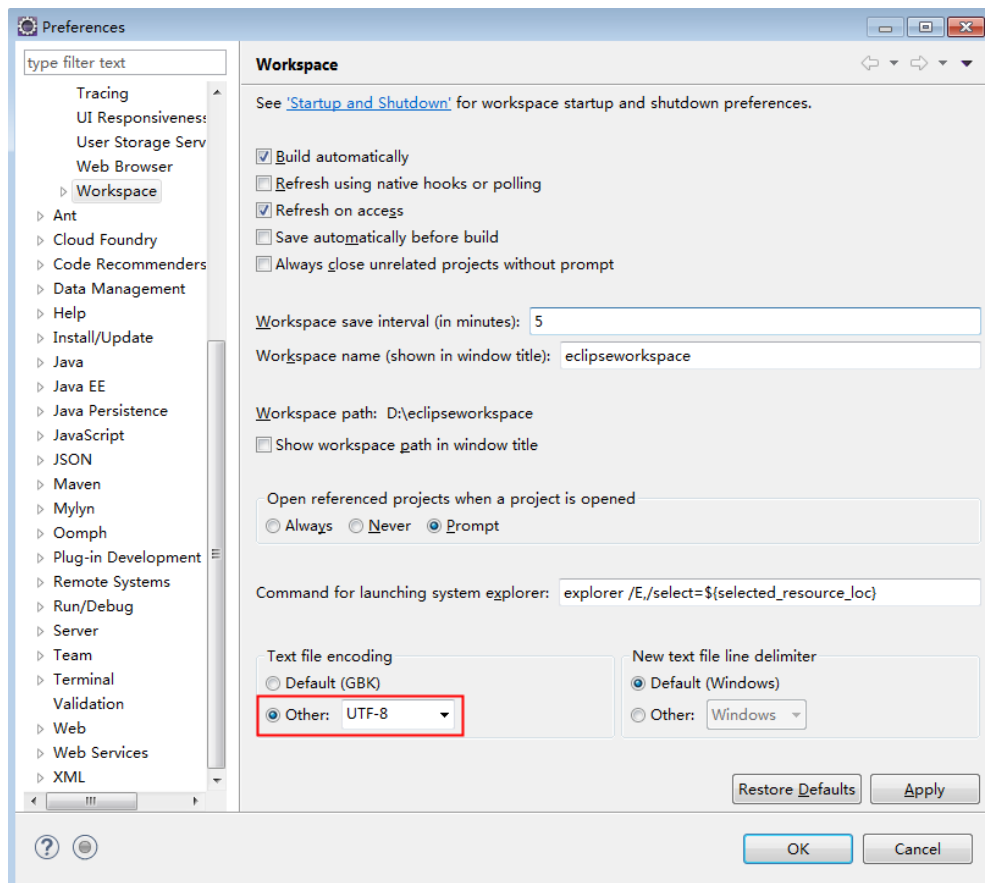 Preferences
type filter text
Tracing
UI Responsiveness
User Storage Serv
Web Browser
Workspace
Ant
Cloud Foundry
Code Recommenders
Data Management
Help
Install/Update
Java
Java EE
Java Persistence
JavaScript
JSON
Maven
Mylyn
Oomph
Plug-in Development
Remote Systems
Run/Debug
Server
Team
Terminal
Validation
Web
Web Services
XML
Workspace
See 'Startup and Shutdown' for workspace startup and shutdown preferences.
Build automatically
Refresh using native hooks or polling
Refresh on access
Save automatically before build
Always close unrelated projects without prompt
Workspace save interval (in minutes): 5
Workspace name (shown in window title): eclipseworkspace
Workspace path: D:\eclipseworkspace
Show workspace path in window title
Open referenced projects when a project is opened
Always Never Prompt
Command for launching system explorer: explorer /E,/select=${selected_resource_loc}
Text file encoding
Default (GBK)
Other: UTF-8
New text file line delimiter
Default (Windows)
Other: Windows
Restore Defaults Apply
OK Cancel